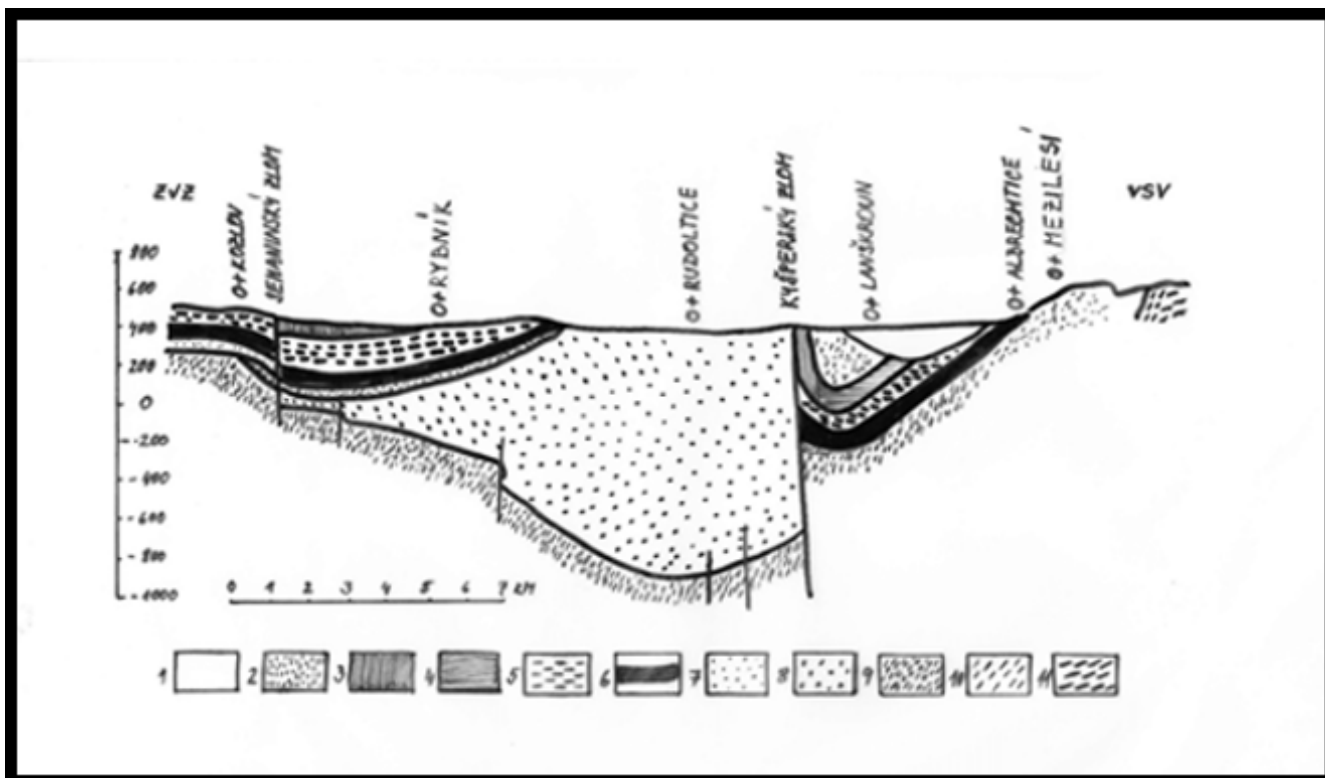 ZJZ
O+ KOZLOV
SEMANINSKÝ ZLOM
O+ RYBNÍK
O+ RUDOLTICE
KYŠPERSKÝ ZLOM
O+ LANŠKROUN
O+ ALBRECHTICE
O+ MEZILESÍ
VSV
800
600
400
200
0
-200
-400
-600
-800
-1000
0 1 2 3 4 5 6 7 KM
1 2 3 4 5 6 7 8 9 10 11